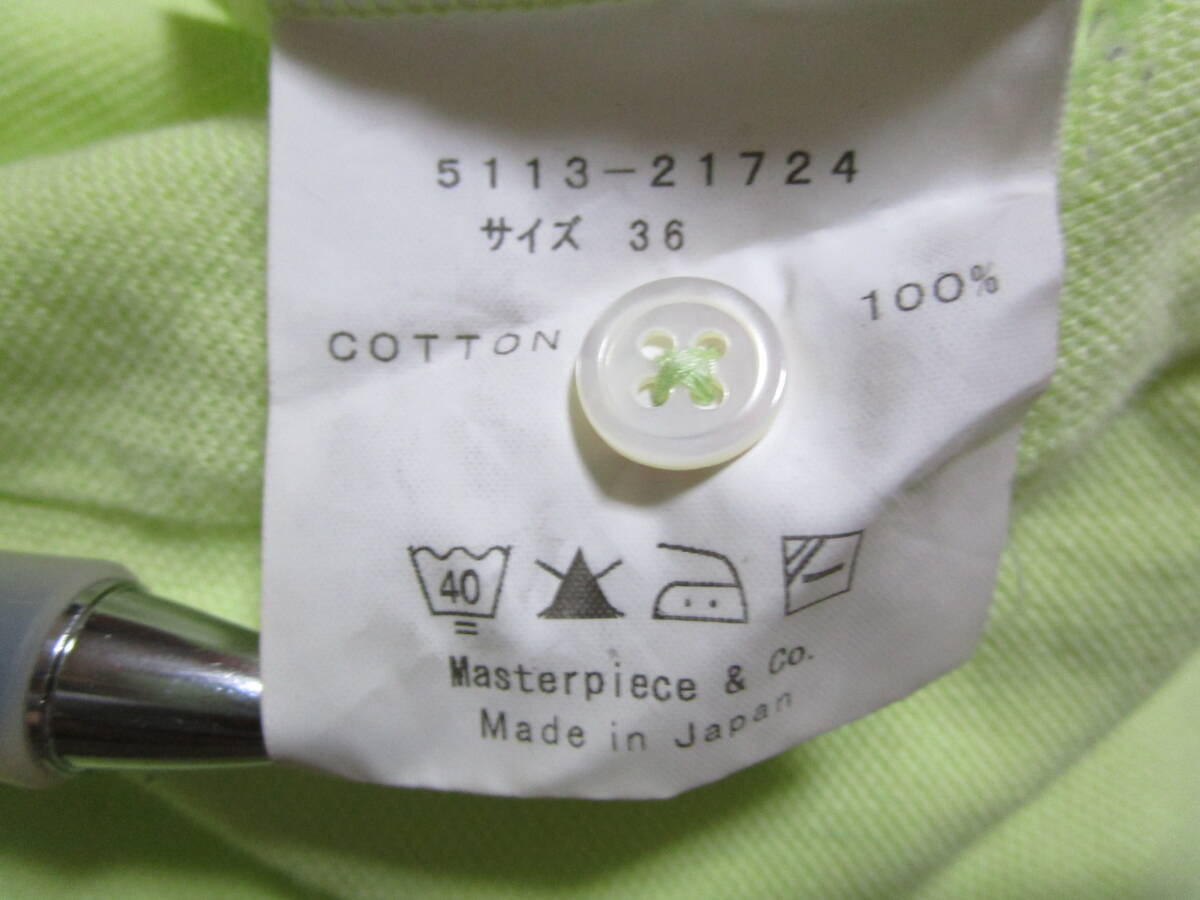 5113-21724
サイズ 36
COTTON 100%
40
Masterpiece & Co.
Made in Japan